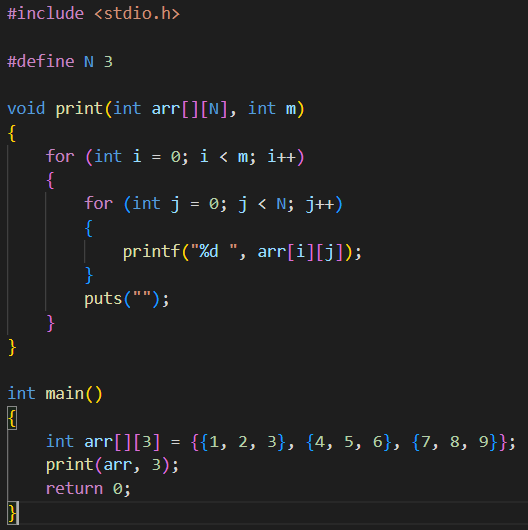 #include <stdio.h>

#define N 3

void print(int arr[][N], int m)
{
    for (int i = 0; i < m; i++)
    {
        for (int j = 0; j < N; j++)
        {
            printf("%d ", arr[i][j]);
        }
        puts("");
    }
}

int main()
{
    int arr[][3] = {{1, 2, 3}, {4, 5, 6}, {7, 8, 9}};
    print(arr, 3);
    return 0;
}